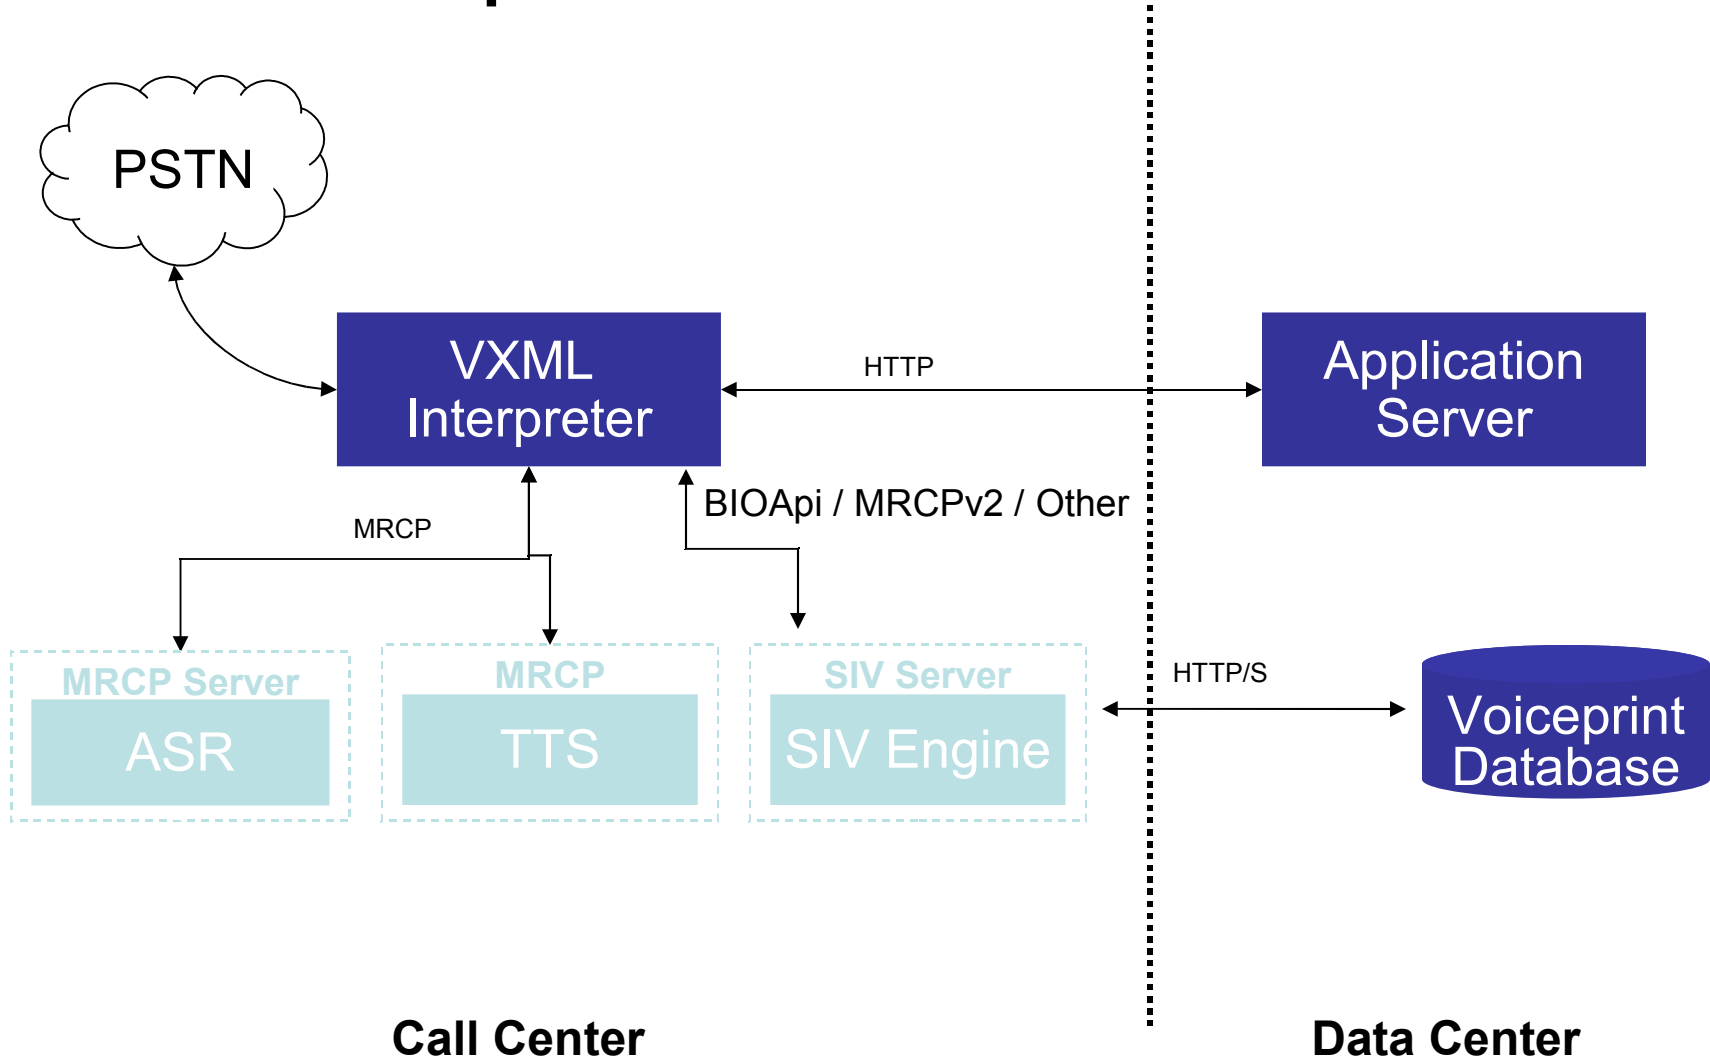 PSTN
VXML
Interpreter
HTTP
Application
Server
BIOApi / MRCPv2 / Other
MRCP
MRCP Server
ASR
MRCP
TTS
SIV Server
SIV Engine
HTTP/S
Voiceprint
Database
Call Center
Data Center